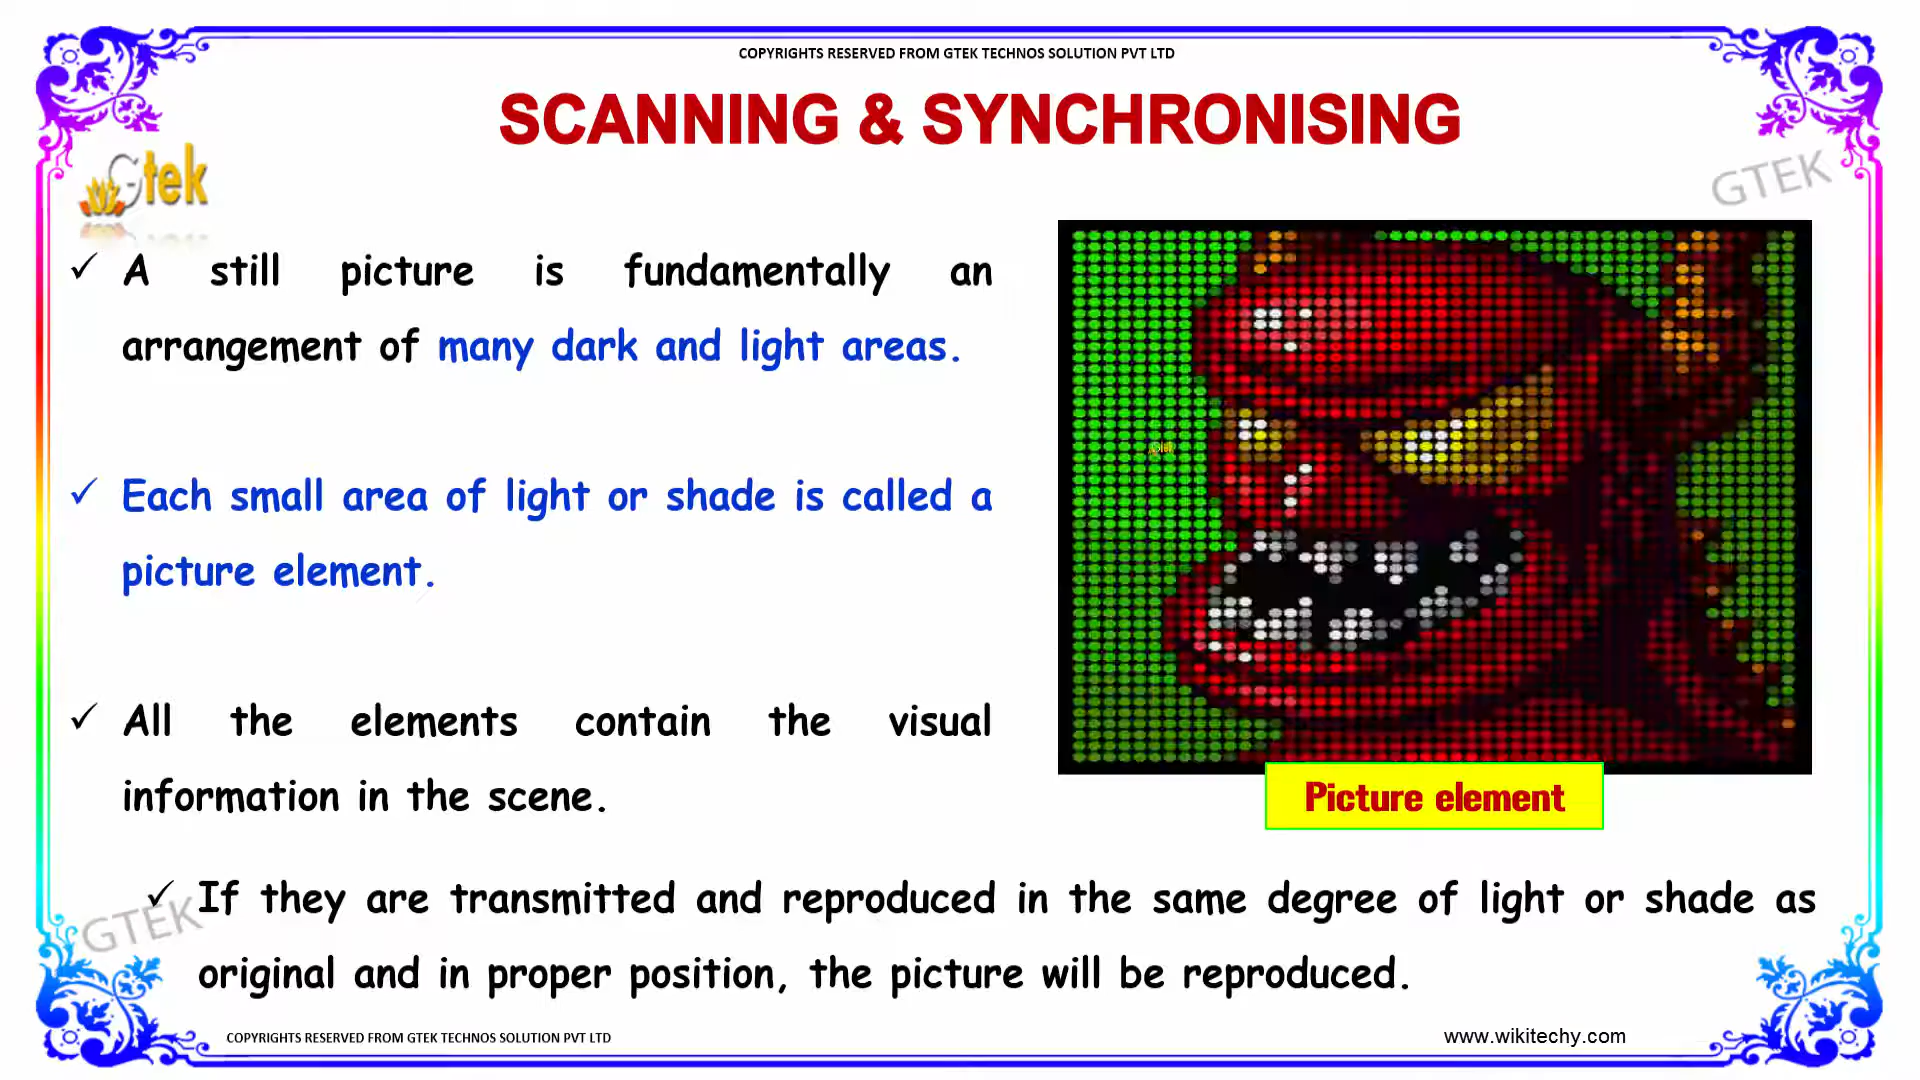 COPYRIGHTS RESERVED FROM GTEK TECHNOS SOLUTION PVT LTD
SCANNING & SYNCHRONISING
Gtek
GTEK
✓ A still picture is fundamentally an
arrangement of many dark and light areas.
✓ Each small area of light or shade is called a
picture element.
✓ All the elements contain the visual
information in the scene.
Picture element
✓ If they are transmitted and reproduced in the same degree of light or shade as
GTEK
original and in proper position, the picture will be reproduced.
COPYRIGHTS RESERVED FROM GTEK TECHNOS SOLUTION PVT LTD
www.wikitechy.com